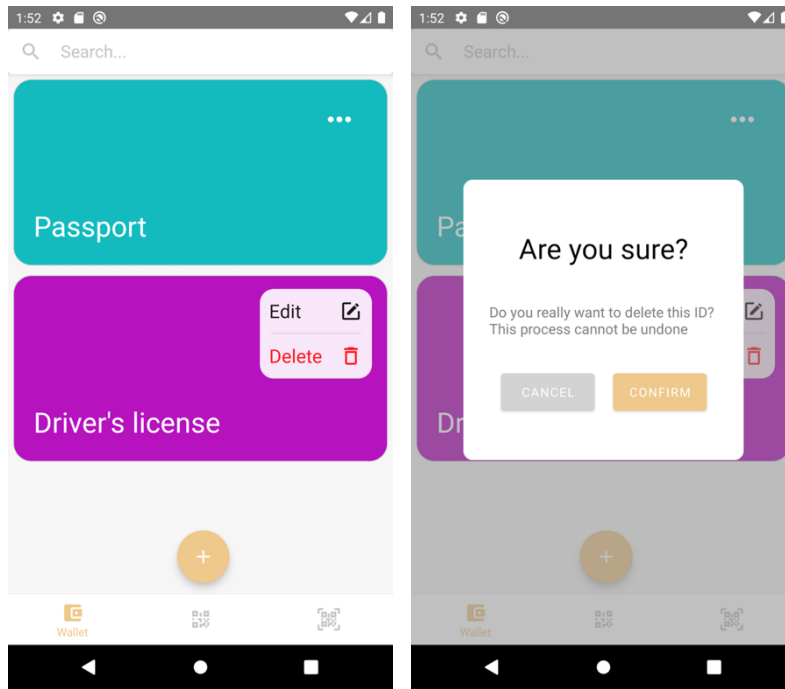 1:52
Search...
Passport
Edit
Delete
Driver's license
+
Wallet
1:52
Search...
Pa
Are you sure?
Do you really want to delete this ID?
This process cannot be undone
CANCEL
CONFIRM
Dr
+
Wallet